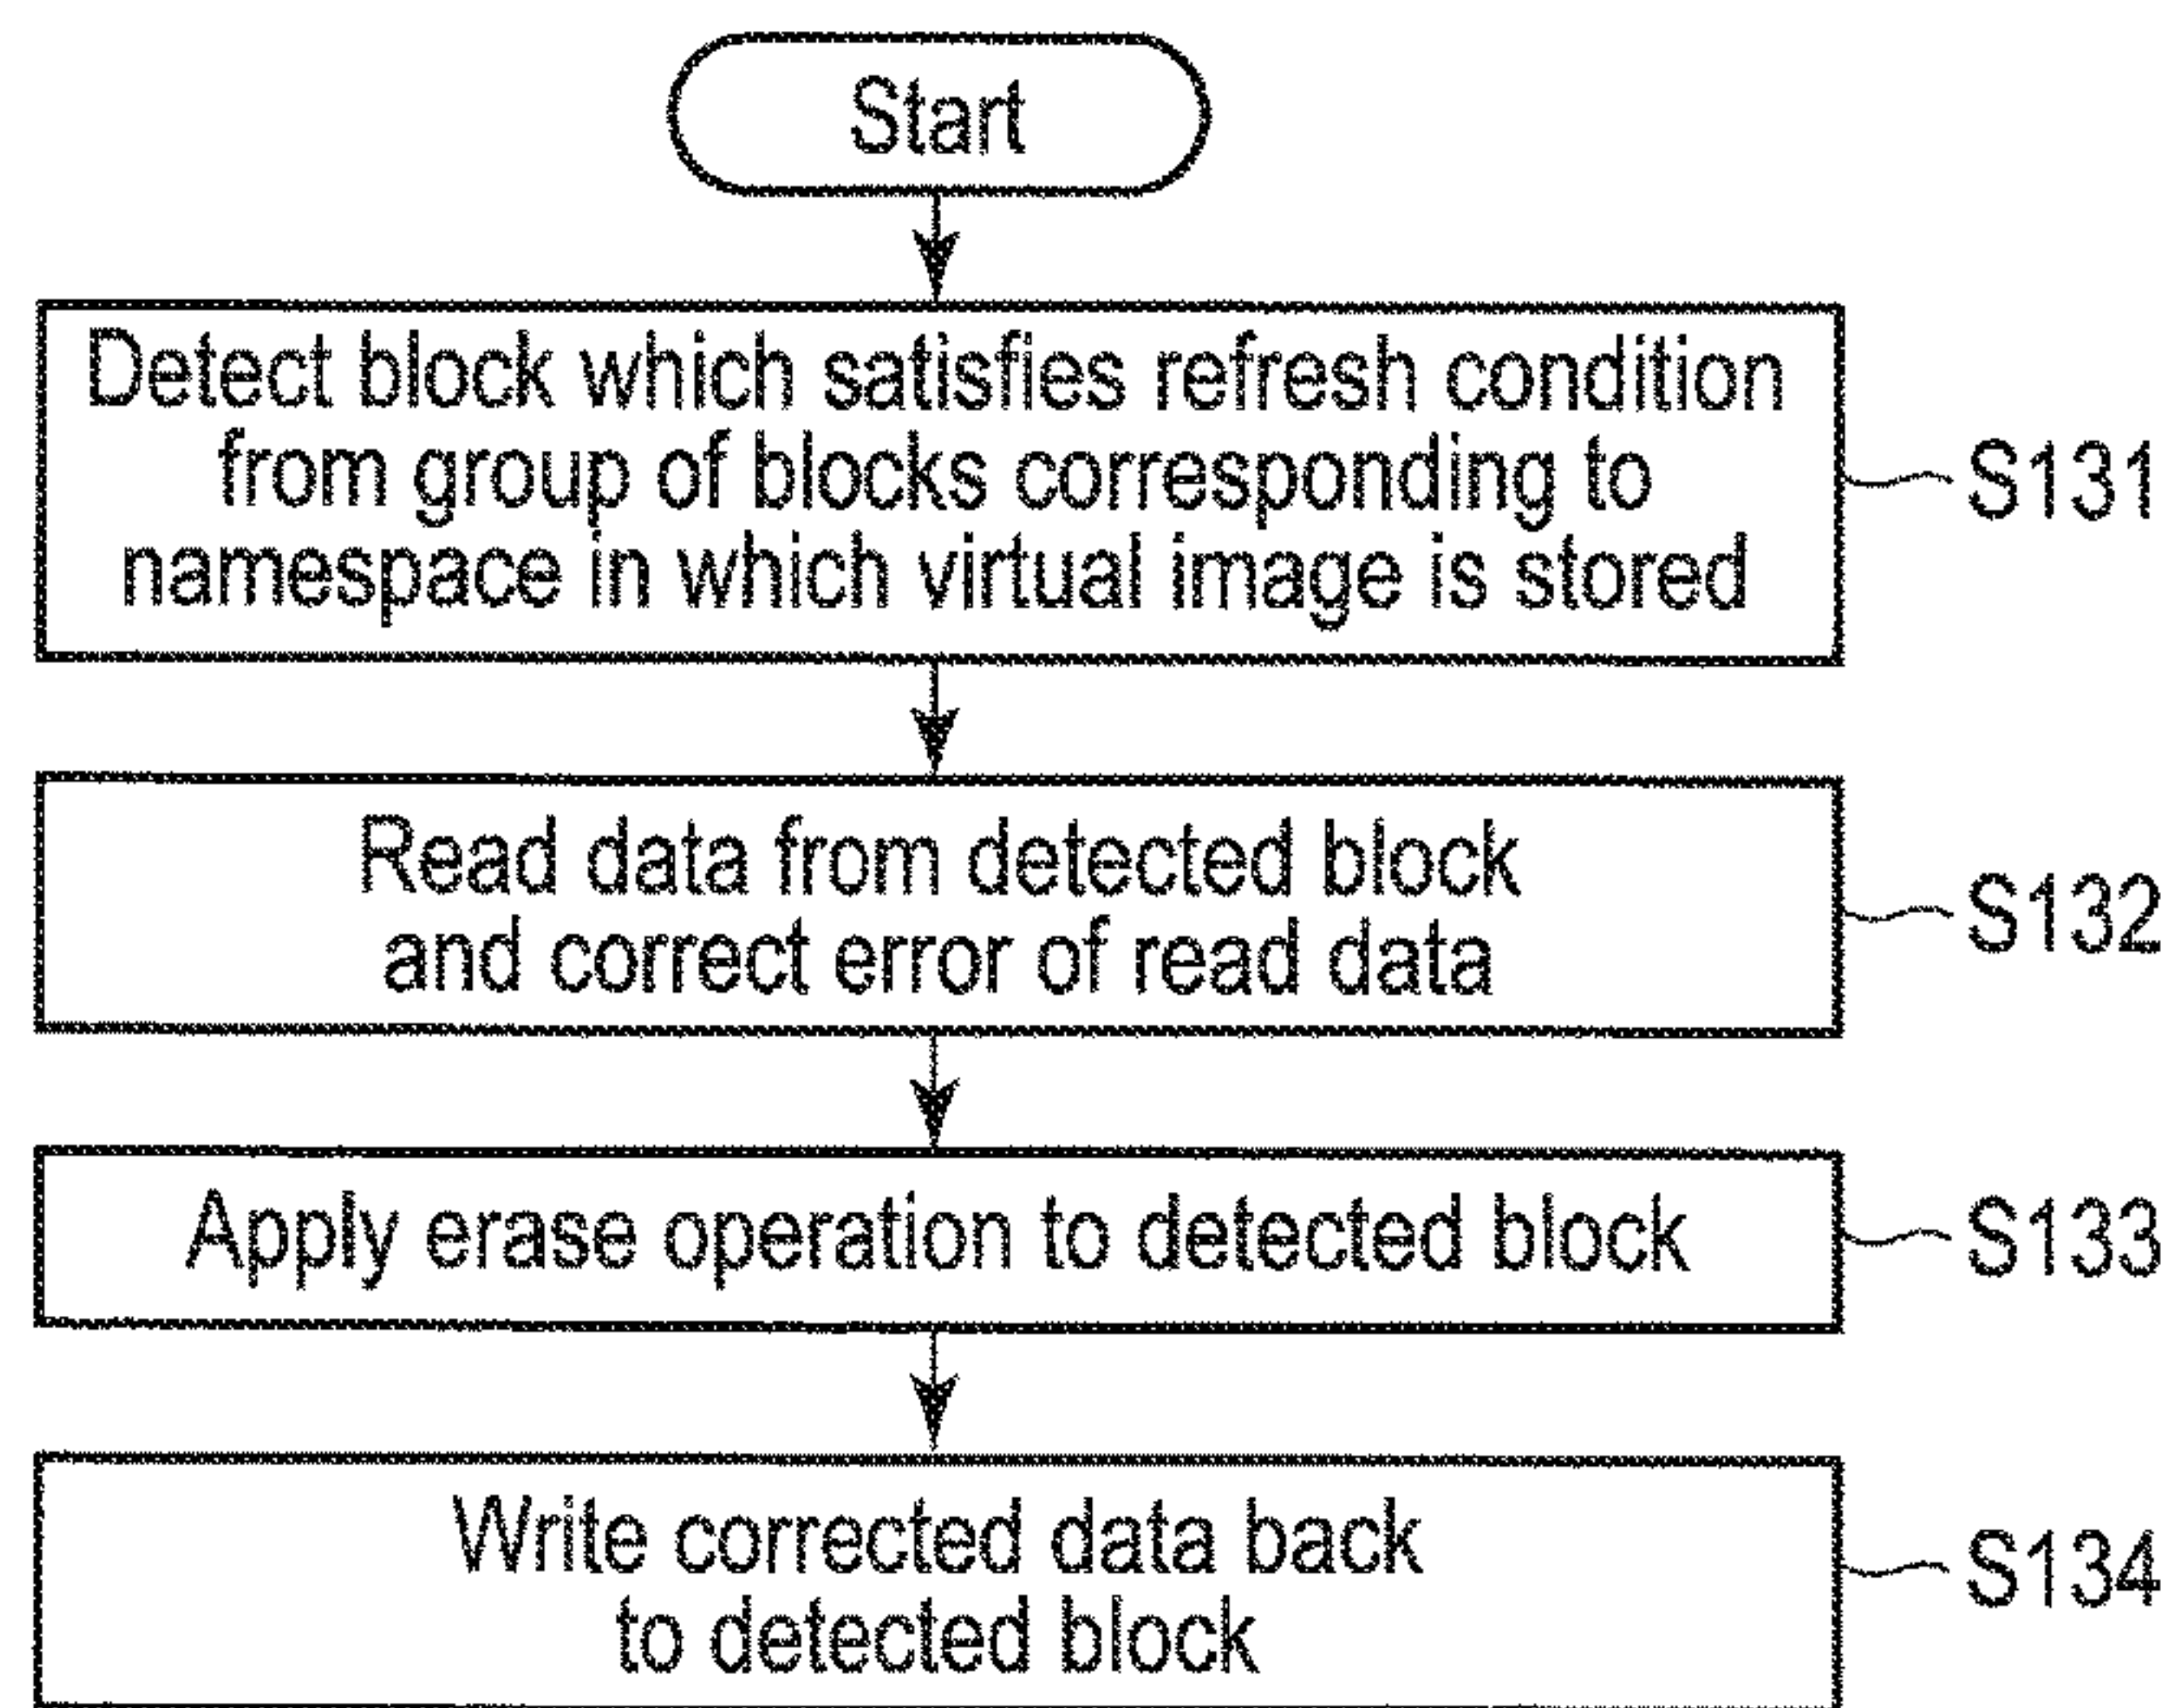 Start
Detect block which satisfies refresh condition
from group of blocks corresponding to
namespace in which virtual image is stored
S131
Read data from detected block
and correct error of read data
S132
Apply erase operation to detected block
S133
Write corrected data back
to detected block
S134